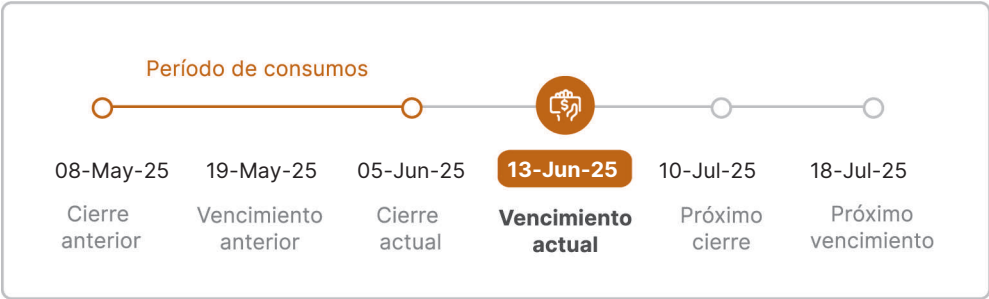 Período de consumos
$
08-May-25 19-May-25 05-Jun-25 13-Jun-25 10-Jul-25 18-Jul-25
Cierre Vencimiento Cierre Vencimiento Próximo Próximo
anterior anterior actual actual cierre vencimiento